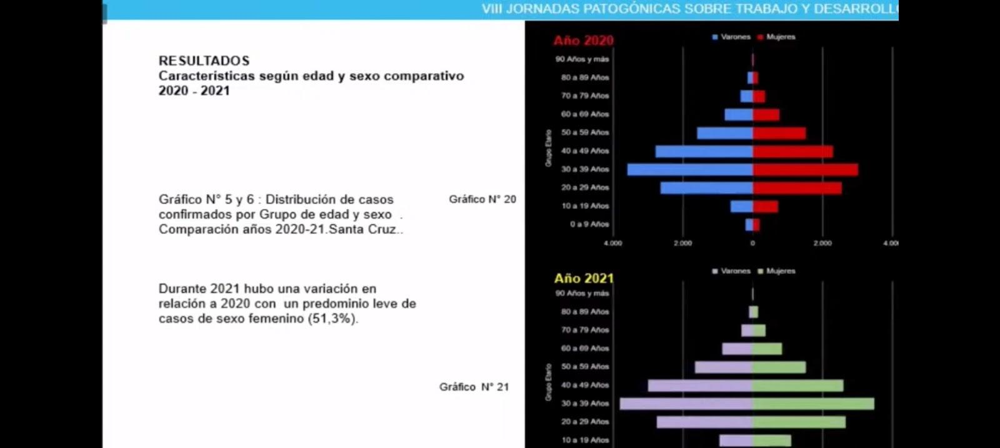 VIII JORNADAS PATOGÓNICAS SOBRE TRABAJO Y DESARROLLO
RESULTADOS
Características según edad y sexo comparativo
2020 - 2021
Gráfico N° 5 y 6 : Distribución de casos
confirmados por Grupo de edad y sexo .
Comparación años 2020-21.Santa Cruz..
Gráfico N° 20
Durante 2021 hubo una variación en
relación a 2020 con un predominio leve de
casos de sexo femenino (51,3%).
Gráfico N° 21
Año 2020
Varones Mujeres
Grupo Etario
90 Años y más
80 a 89 Años
70 a 79 Años
60 a 69 Años
50 a 59 Años
40 a 49 Años
30 a 39 Años
20 a 29 Años
10 a 19 Años
0 a 9 Años
4.000 2.000 0 2.000 4.000
Año 2021
Varones Mujeres
Grupo Etario
90 Años y más
80 a 89 Años
70 a 79 Años
60 a 69 Años
50 a 59 Años
40 a 49 Años
30 a 39 Años
20 a 29 Años
10 a 19 Años